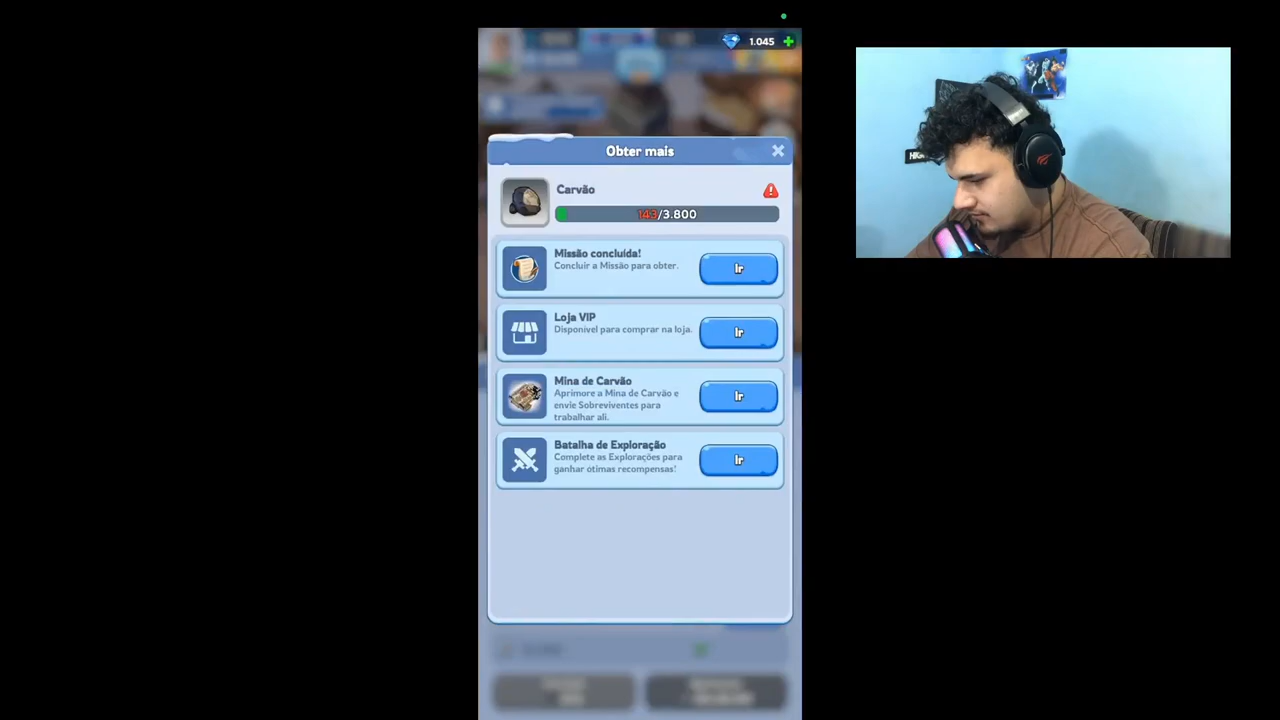 1.045
Obter mais
Carvão
143/3.800
Missão concluída!
Concluir a Missão para obter.
Ir
Loja VIP
Disponível para comprar na loja.
Ir
Mina de Carvão
Aprimore a Mina de Carvão e
envie Sobreviventes para
trabalhar ali.
Ir
Batalha de Exploração
Complete as Explorações para
ganhar ótimas recompensas!
Ir